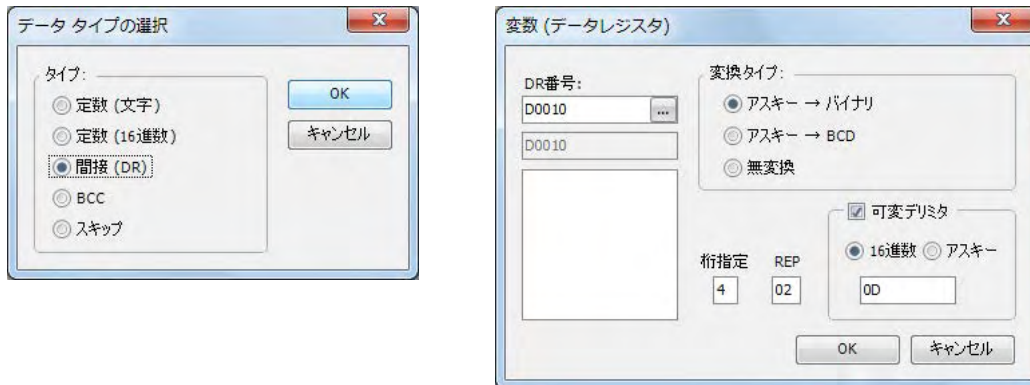 データ タイプの選択
タイプ:
定数 (文字)
定数 (16進数)
間接 (DR)
BCC
スキップ
OK
キャンセル
変数 (データレジスタ)
DR番号:
D0010
...
D0010
変換タイプ:
アスキー → バイナリ
アスキー → BCD
無変換
可変デリミタ
16進数 アスキー
0D
桁指定 REP
4 02
OK キャンセル